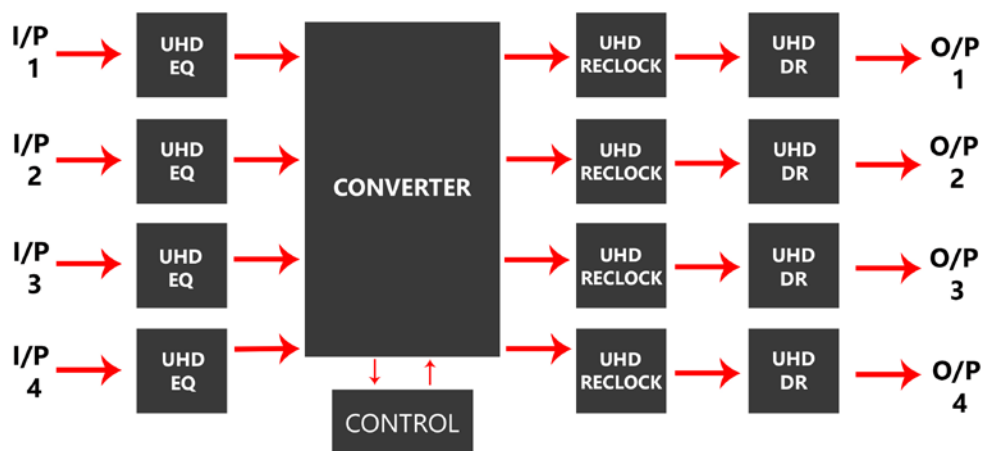 I/P
1
UHD
EQ
UHD
RECLOCK
UHD
DR
O/P
1
I/P
2
UHD
EQ
UHD
RECLOCK
UHD
DR
O/P
2
CONVERTER
I/P
3
UHD
EQ
UHD
RECLOCK
UHD
DR
O/P
3
I/P
4
UHD
EQ
UHD
RECLOCK
UHD
DR
O/P
4
CONTROL